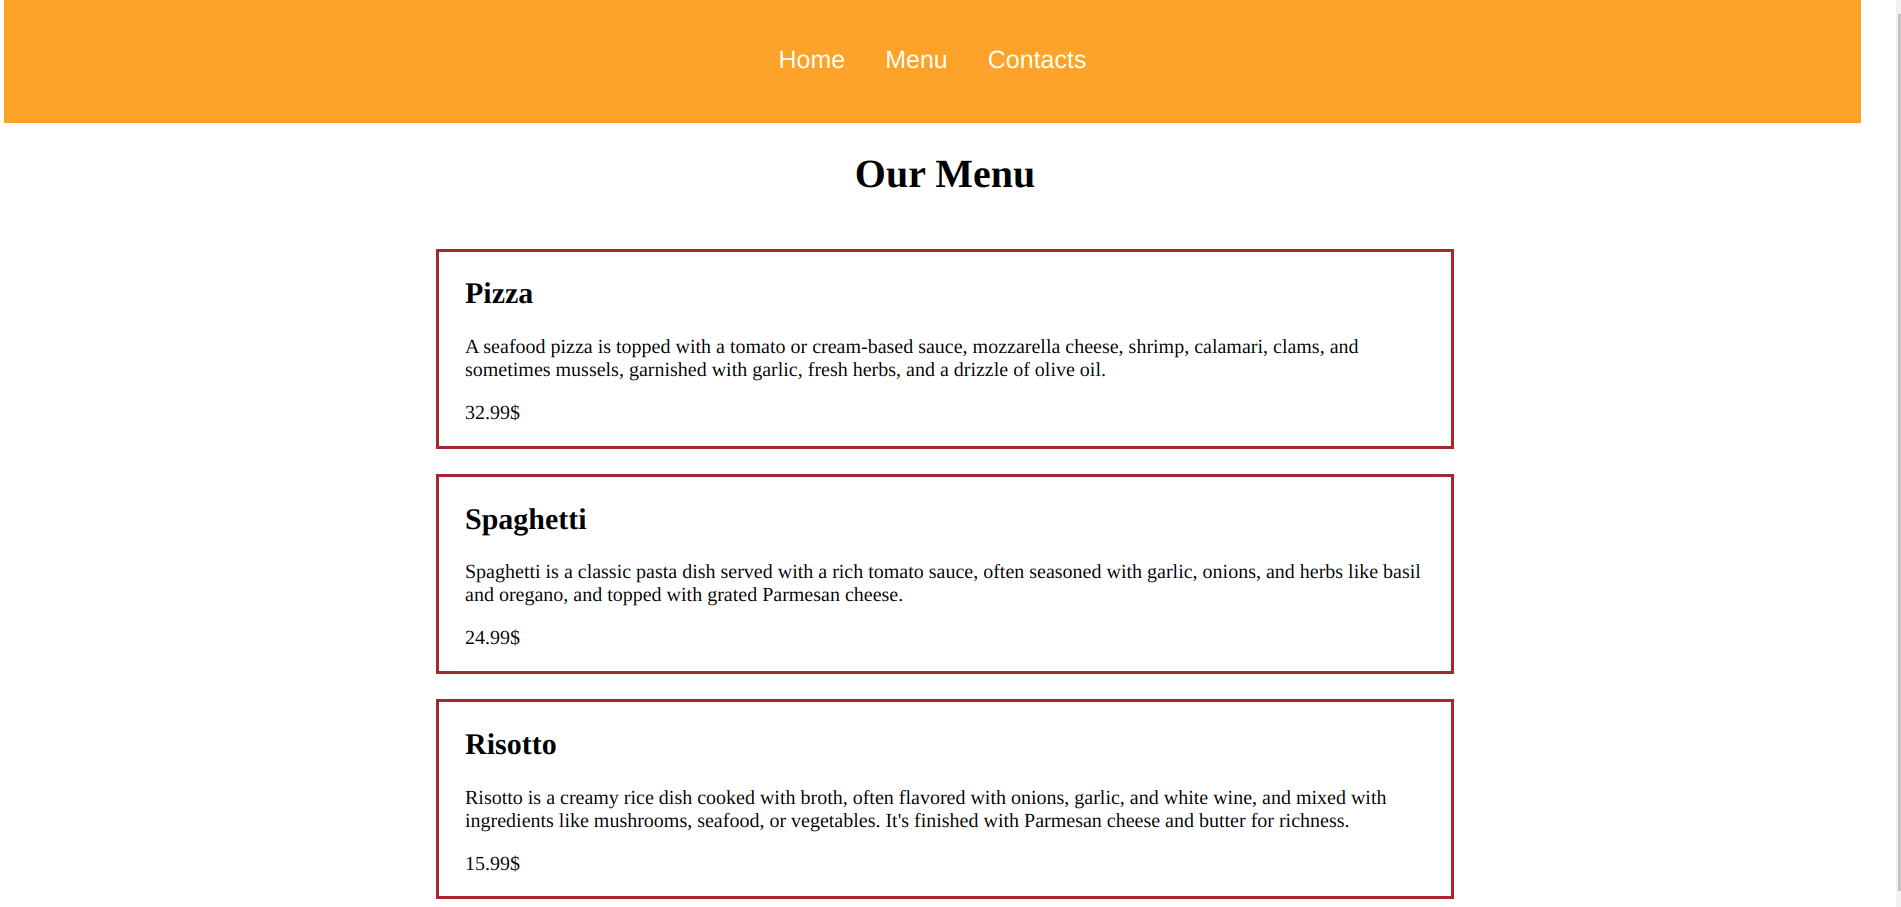 Home Menu Contacts
Our Menu
Pizza
A seafood pizza is topped with a tomato or cream-based sauce, mozzarella cheese, shrimp, calamari, clams, and
sometimes mussels, garnished with garlic, fresh herbs, and a drizzle of olive oil.
32.99$
Spaghetti
Spaghetti is a classic pasta dish served with a rich tomato sauce, often seasoned with garlic, onions, and herbs like basil
and oregano, and topped with grated Parmesan cheese.
24.99$
Risotto
Risotto is a creamy rice dish cooked with broth, often flavored with onions, garlic, and white wine, and mixed with
ingredients like mushrooms, seafood, or vegetables. It's finished with Parmesan cheese and butter for richness.
15.99$